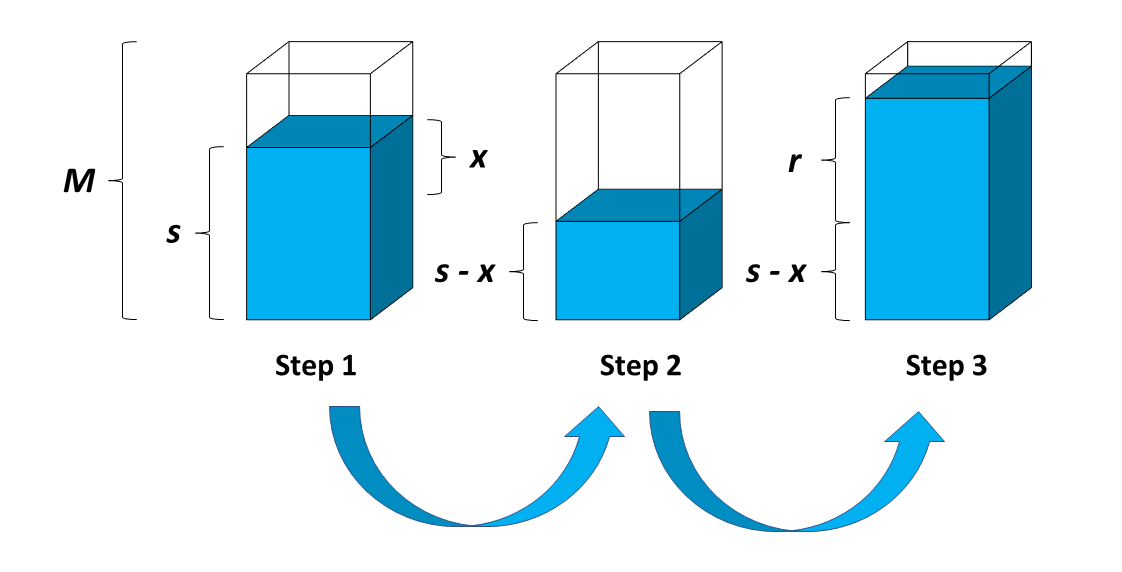 M
s
x
s - x
r
s - x
Step 1
Step 2
Step 3